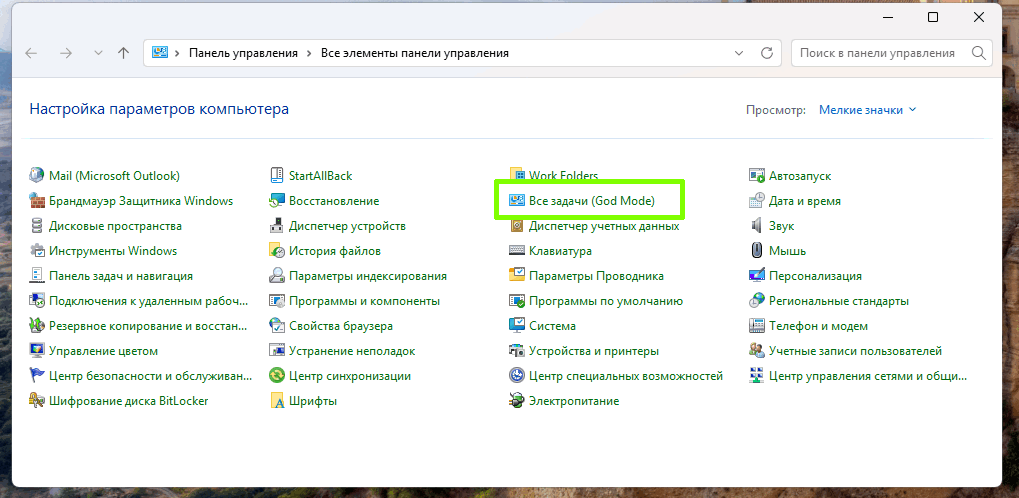 Панель управления > Все элементы панели управления
Поиск в панели управления
Настройка параметров компьютера
Просмотр: Мелкие значки
Mail (Microsoft Outlook)
StartAllBack
Work Folders
Автозапуск
Брандмауэр Защитника Windows
Восстановление
Все задачи (God Mode)
Дата и время
Дисковые пространства
Диспетчер устройств
Диспетчер учетных данных
Звук
Инструменты Windows
История файлов
Клавиатура
Мышь
Панель задач и навигация
Параметры индексирования
Параметры Проводника
Персонализация
Подключения к удаленным рабоч...
Программы и компоненты
Программы по умолчанию
Региональные стандарты
Резервное копирование и восстан...
Свойства браузера
Система
Телефон и модем
Управление цветом
Устранение неполадок
Устройства и принтеры
Учетные записи пользователей
Центр безопасности и обслуживан...
Центр синхронизации
Центр специальных возможностей
Центр управления сетями и общи...
Шифрование диска BitLocker
Шрифты
Электропитание